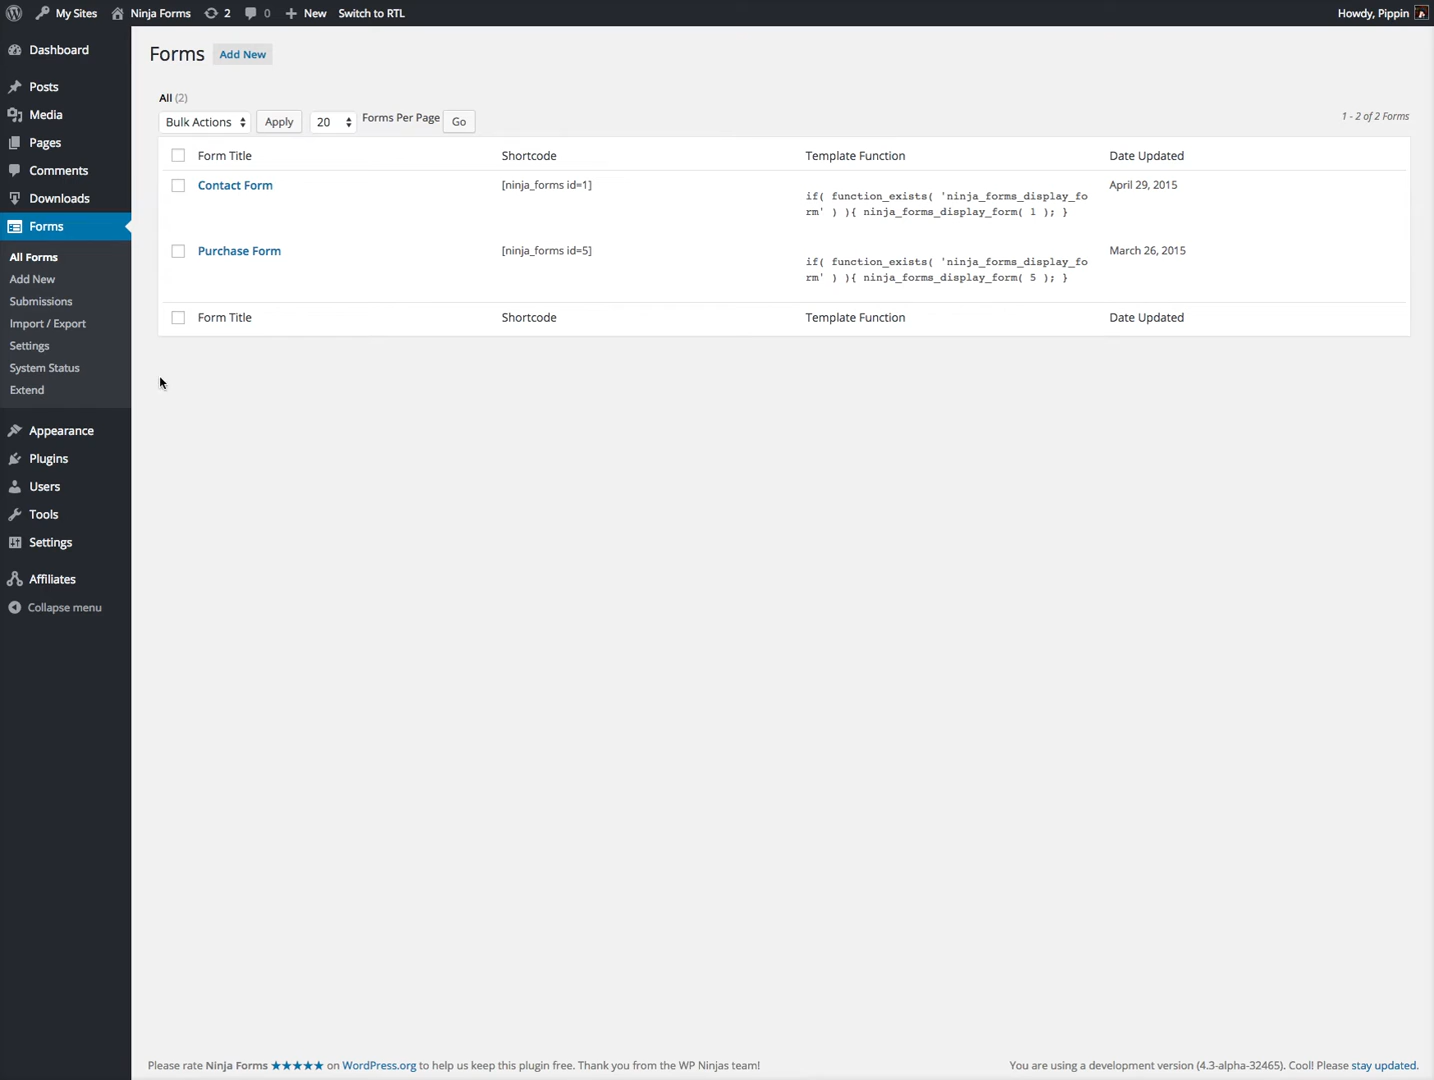 My Sites Ninja Forms 2 0 New Switch to RTL Howdy, Pippin
Dashboard
Posts
Media
Pages
Comments
Downloads
Forms
All Forms
Add New
Submissions
Import / Export
Settings
System Status
Extend
Appearance
Plugins
Users
Tools
Settings
Affiliates
Collapse menu
Forms Add New
All (2)
Bulk Actions Apply 20 Forms Per Page Go 1 - 2 of 2 Forms
Form Title Shortcode Template Function Date Updated
Contact Form [ninja_forms id=1] April 29, 2015
if( function_exists( 'ninja_forms_display_fo
rm' ) ){ ninja_forms_display_form( 1 ); }
Purchase Form [ninja_forms id=5] March 26, 2015
if( function_exists( 'ninja_forms_display_fo
rm' ) ){ ninja_forms_display_form( 5 ); }
Form Title Shortcode Template Function Date Updated
Please rate Ninja Forms ★★★★★ on WordPress.org to help us keep this plugin free. Thank you from the WP Ninjas team! You are using a development version (4.3-alpha-32465). Cool! Please stay updated.